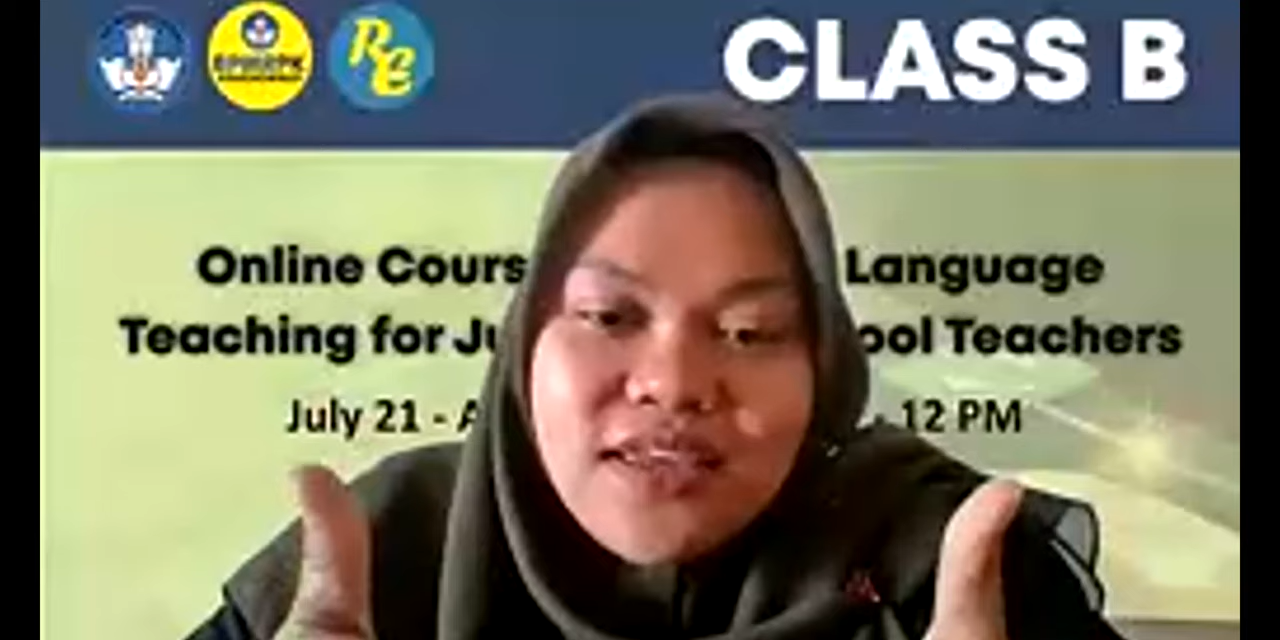 CLASS B
Online Cours Language
Teaching for Ju ool Teachers
July 21 - A - 12 PM